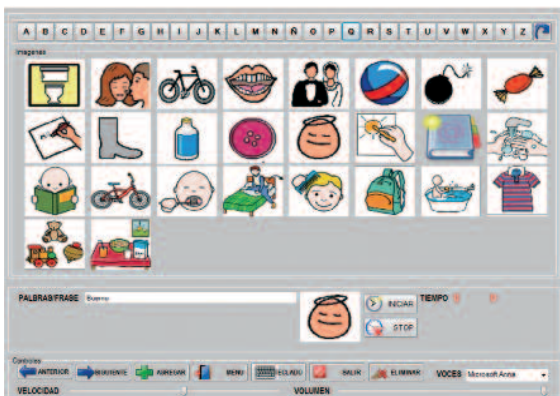 A B C D E F G H I J K L M N Ñ O P Q R S T U V W X Y Z
Imagenes
PALBRAS/FRASE Bueno INICIAR TIEMPO
STOP
Controles
ANTERIOR SIGUIENTE AGREGAR MENU TECLADO SALIR ELIMINAR VOCES Microsoft Anna
VELOCIDAD VOLUMEN